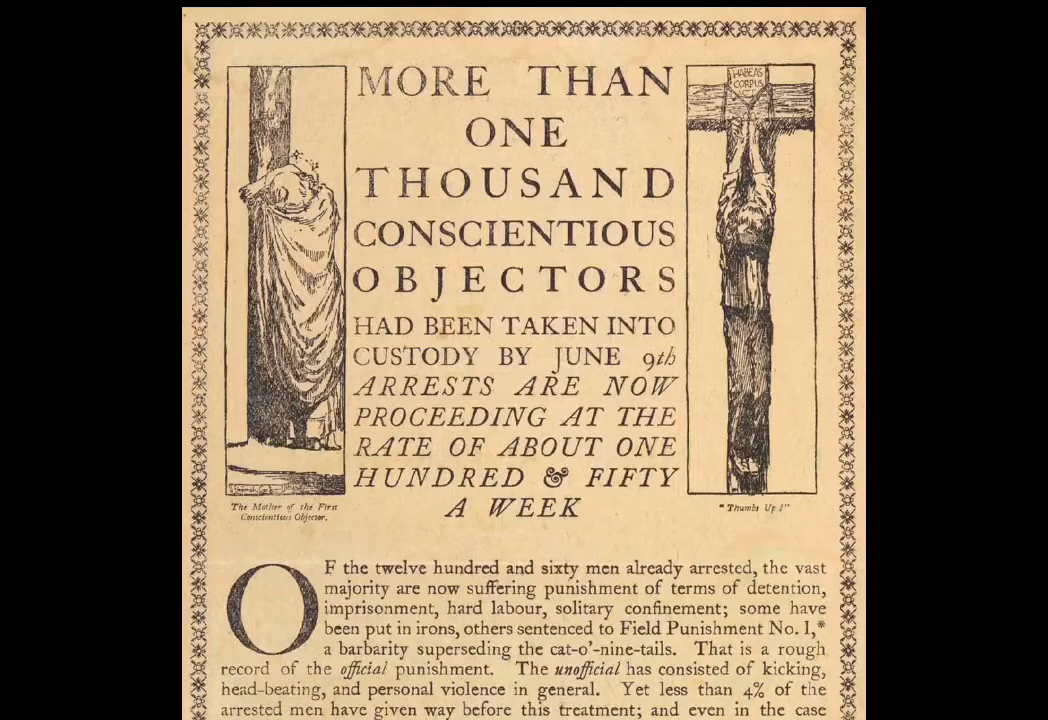 HABEAS
CORPUS
MORE THAN
ONE
THOUSAND
CONSCIENTIOUS
OBJECTORS
HAD BEEN TAKEN INTO
CUSTODY BY JUNE 9th
ARRESTS ARE NOW
PROCEEDING AT THE
RATE OF ABOUT ONE
HUNDRED & FIFTY
A WEEK
The Mother of the First
Conscientious Objector.
"Thumbs Up!"
OF the twelve hundred and sixty men already arrested, the vast
majority are now suffering punishment of terms of detention,
imprisonment, hard labour, solitary confinement; some have
been put in irons, others sentenced to Field Punishment No. I,*
a barbarity superseding the cat-o'-nine-tails. That is a rough
record of the official punishment. The unofficial has consisted of kicking,
head-beating, and personal violence in general. Yet less than 4% of the
arrested men have given way before this treatment; and even in the case